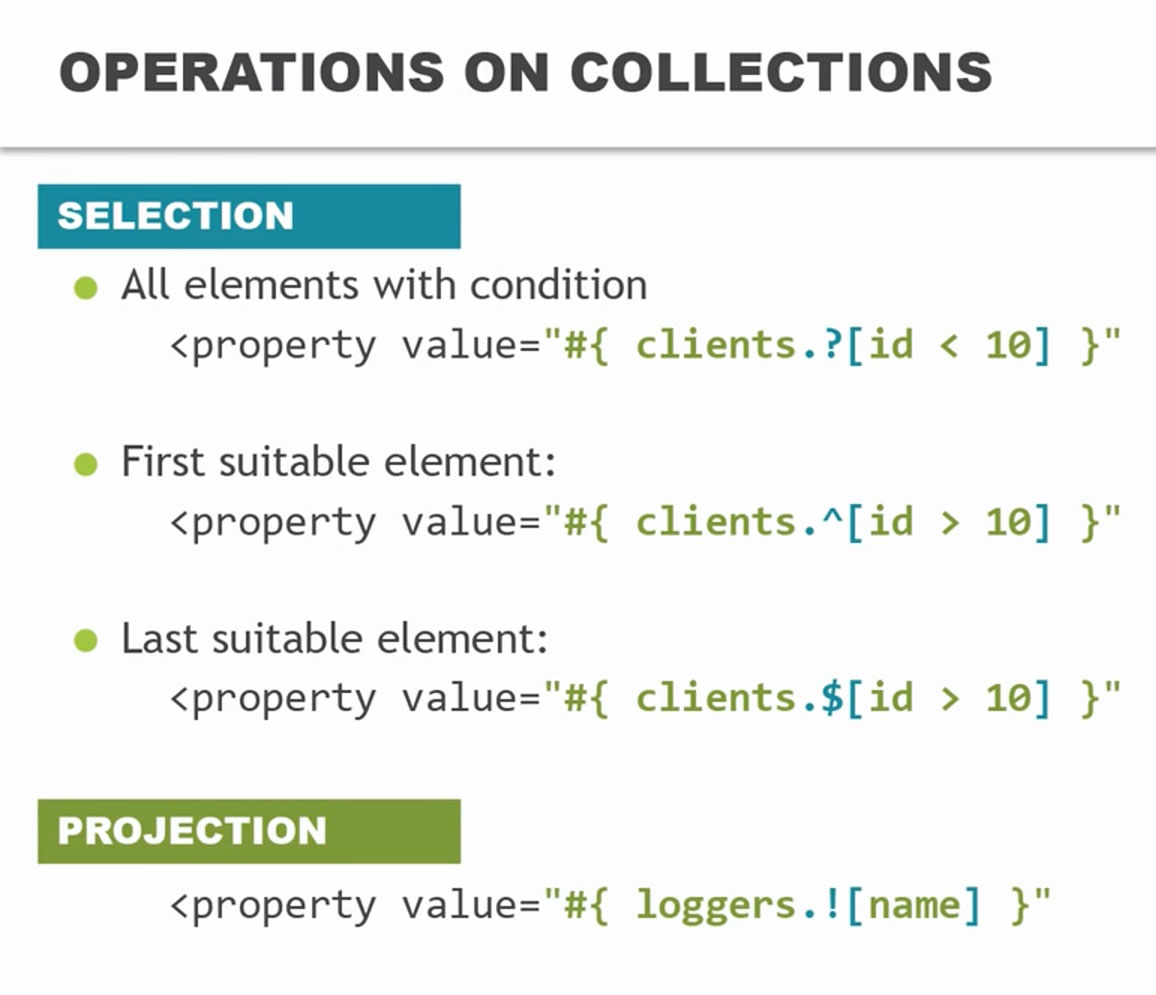 OPERATIONS ON COLLECTIONS
SELECTION
All elements with condition
<property value="#{ clients.?[id < 10] }"
First suitable element:
<property value="#{ clients.^[id > 10] }"
Last suitable element:
<property value="#{ clients.$[id > 10] }"
PROJECTION
<property value="#{ loggers.![name] }"